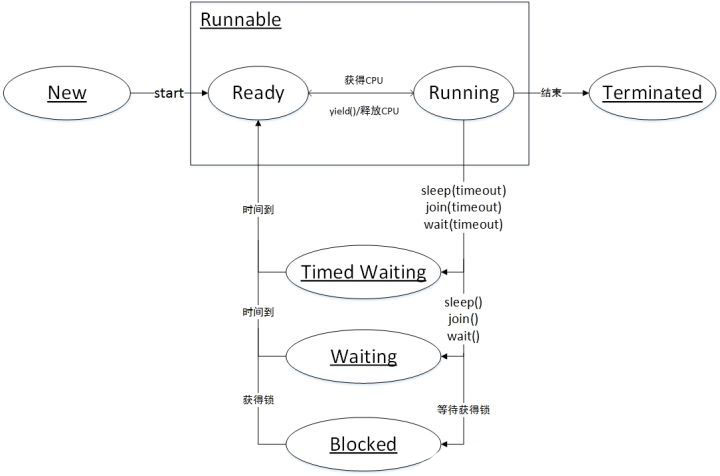 Runnable
New
start
Ready
获得CPU
yield()/释放CPU
Running
结束
Terminated
sleep(timeout)
join(timeout)
wait(timeout)
时间到
Timed Waiting
sleep()
join()
wait()
时间到
Waiting
获得锁
等待获得锁
Blocked